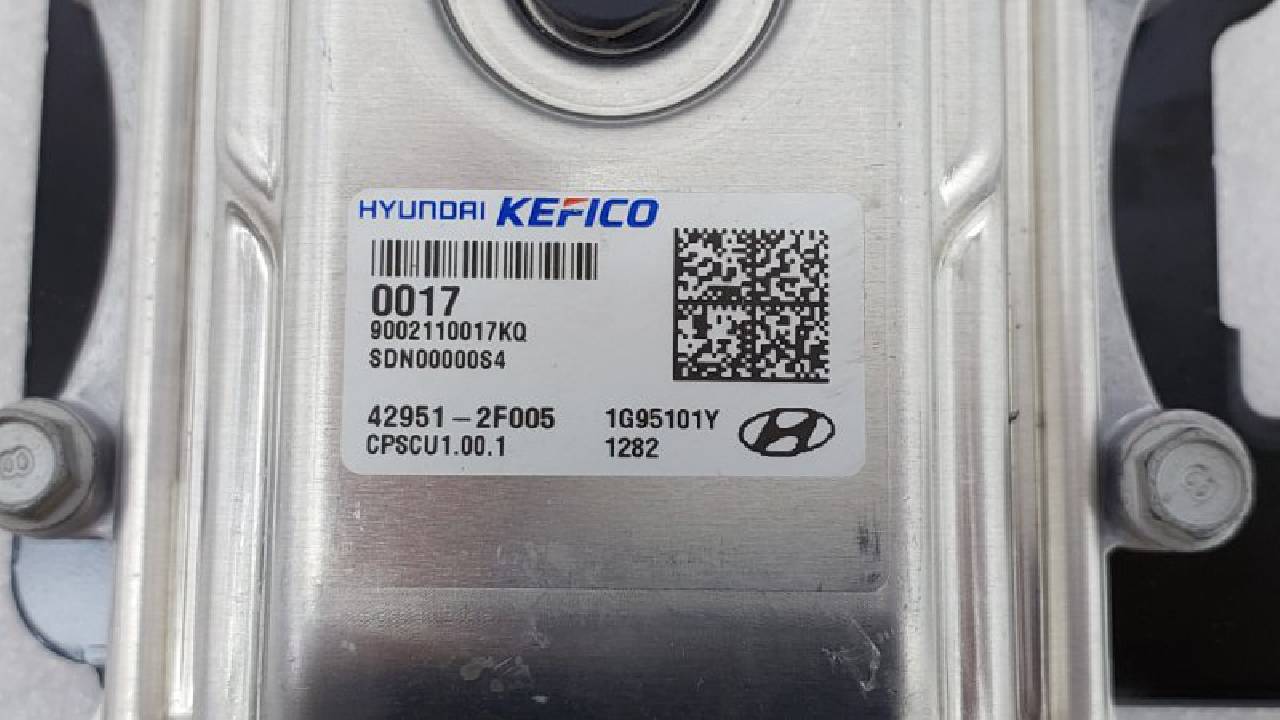 HYUNDAI KEFICO
0017
9002110017KQ
SDN00000S4
42951-2F005 1G95101Y
CPSCU1.00.1 1282